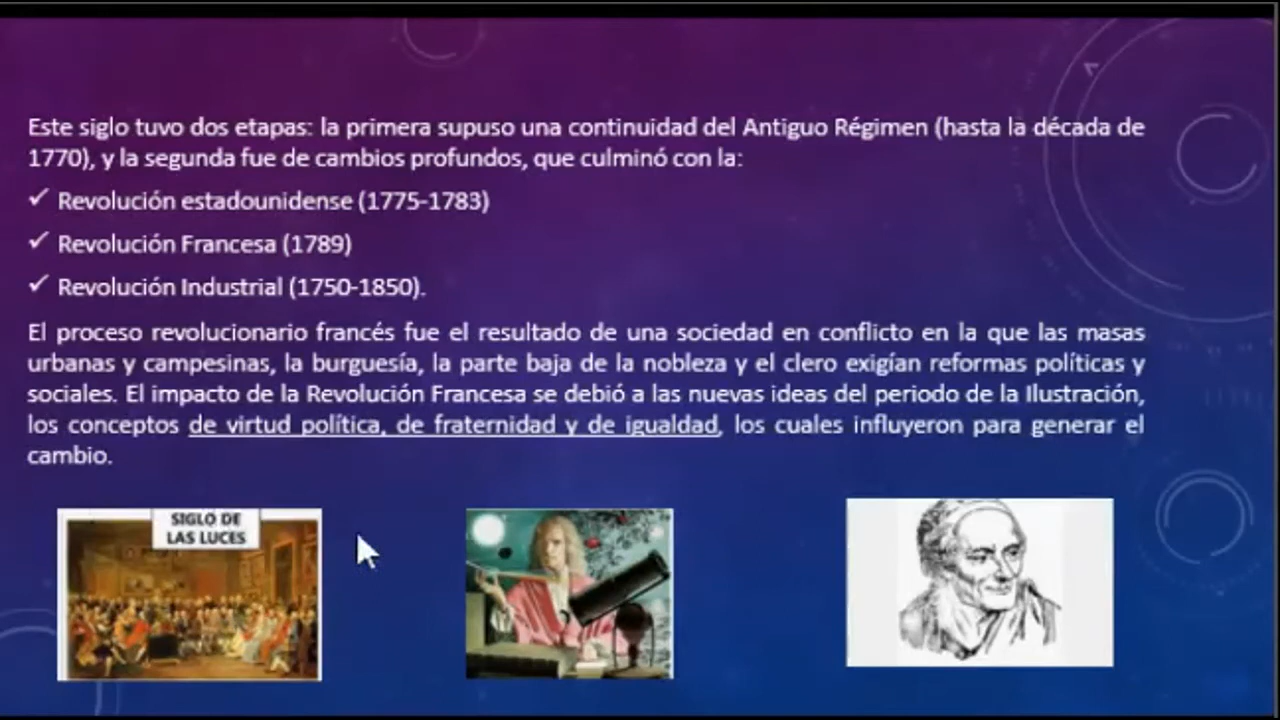 Este siglo tuvo dos etapas: la primera supuso una continuidad del Antiguo Régimen (hasta la década de
1770), y la segunda fue de cambios profundos, que culminó con la:
✓ Revolución estadounidense (1775-1783)
✓ Revolución Francesa (1789)
✓ Revolución Industrial (1750-1850).
El proceso revolucionario francés fue el resultado de una sociedad en conflicto en la que las masas
urbanas y campesinas, la burguesía, la parte baja de la nobleza y el clero exigían reformas políticas y
sociales. El impacto de la Revolución Francesa se debió a las nuevas ideas del periodo de la Ilustración,
los conceptos de virtud política, de fraternidad y de igualdad, los cuales influyeron para generar el
cambio.
SIGLO DE
LAS LUCES